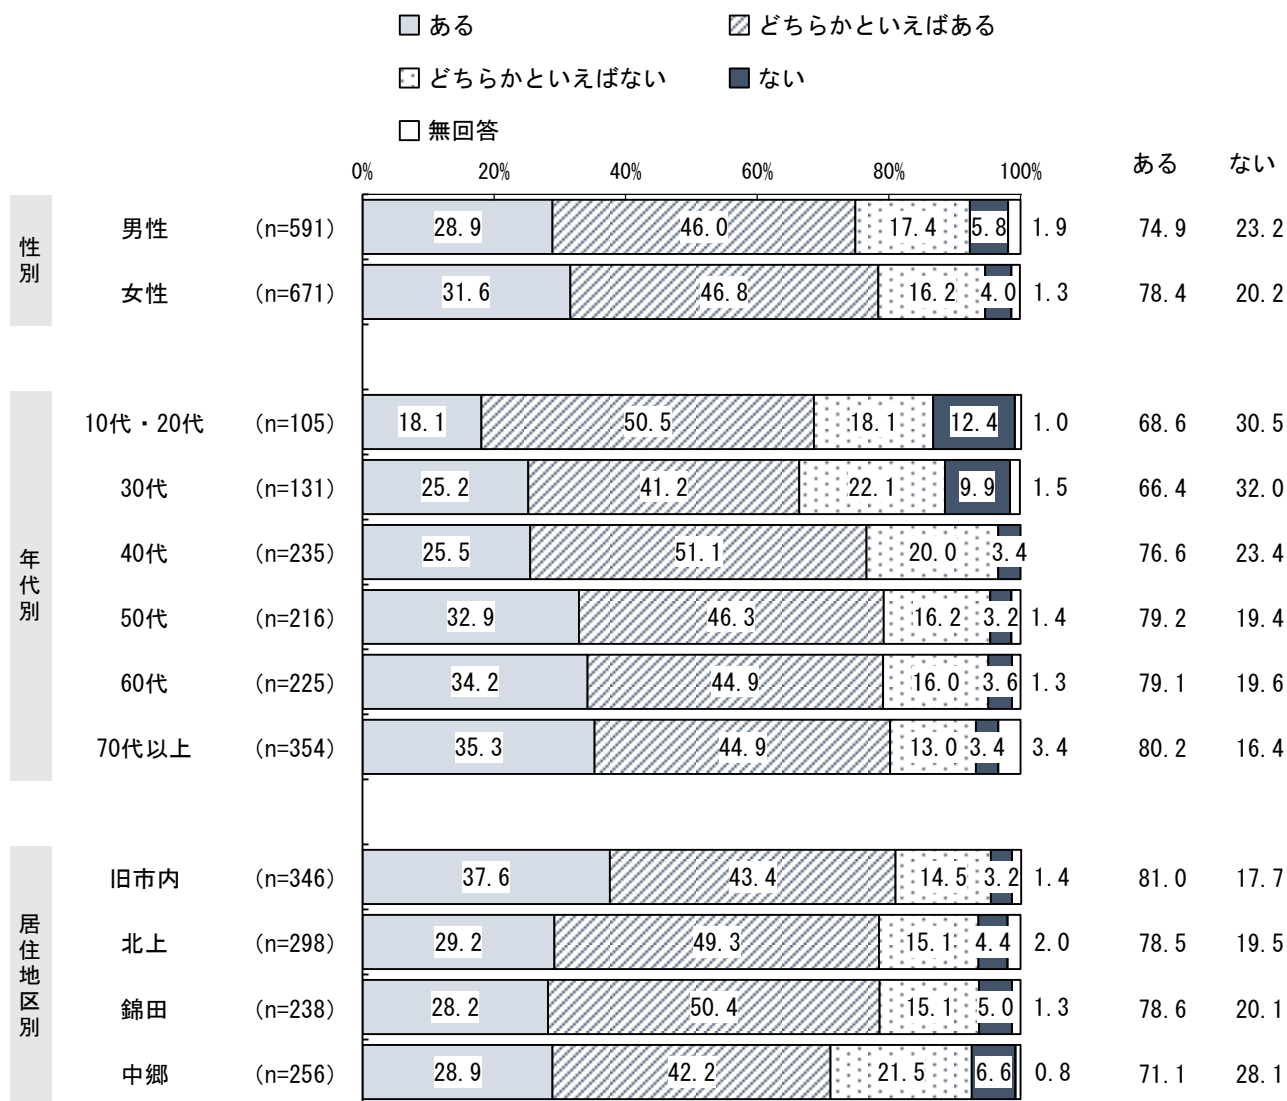 ある どちらかといえばある
どちらかといえばない ない
無回答
0% 20% 40% 60% 80% 100% ある ない
性別
男性 (n=591) 28.9 46.0 17.4 5.8 1.9 74.9 23.2
女性 (n=671) 31.6 46.8 16.2 4.0 1.3 78.4 20.2
年代別
10代・20代 (n=105) 18.1 50.5 18.1 12.4 1.0 68.6 30.5
30代 (n=131) 25.2 41.2 22.1 9.9 1.5 66.4 32.0
40代 (n=235) 25.5 51.1 20.0 3.4 76.6 23.4
50代 (n=216) 32.9 46.3 16.2 3.2 1.4 79.2 19.4
60代 (n=225) 34.2 44.9 16.0 3.6 1.3 79.1 19.6
70代以上 (n=354) 35.3 44.9 13.0 3.4 3.4 80.2 16.4
居住地区別
旧市内 (n=346) 37.6 43.4 14.5 3.2 1.4 81.0 17.7
北上 (n=298) 29.2 49.3 15.1 4.4 2.0 78.5 19.5
錦田 (n=238) 28.2 50.4 15.1 5.0 1.3 78.6 20.1
中郷 (n=256) 28.9 42.2 21.5 6.6 0.8 71.1 28.1